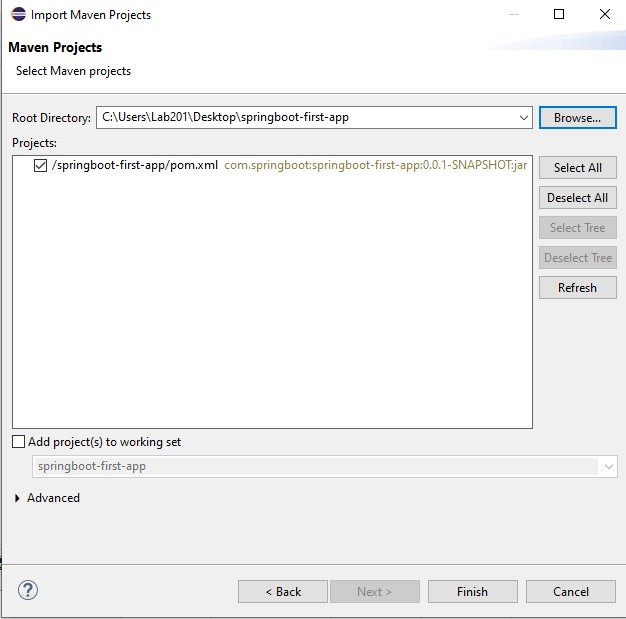 Import Maven Projects
Maven Projects
Select Maven projects
Root Directory: C:\Users\Lab201\Desktop\springboot-first-app Browse...
Projects:
/springboot-first-app/pom.xml com.springboot:springboot-first-app:0.0.1-SNAPSHOT:jar
Select All
Deselect All
Select Tree
Deselect Tree
Refresh
Add project(s) to working set
springboot-first-app
Advanced
? < Back Next > Finish Cancel